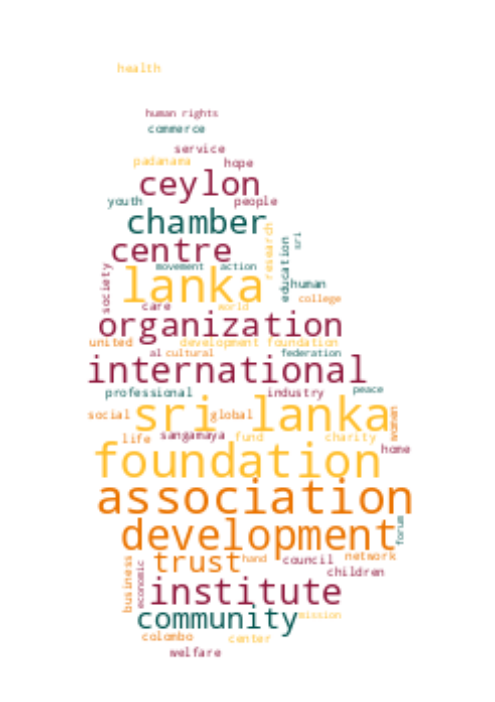 health
human rights
commerce
service
padanama hope
ceylon
youth people
chamber
research
sri
education
centre
movement action
society
lanka
human
care world college
organization
united development foundation
al cultural federation
international
professional industry peace
social sri lanka global
women
life sangamaya fund charity
home
foundation
association
forum
development
trust hand council network
children
business
economic
institute
community mission
colombo center
welfare